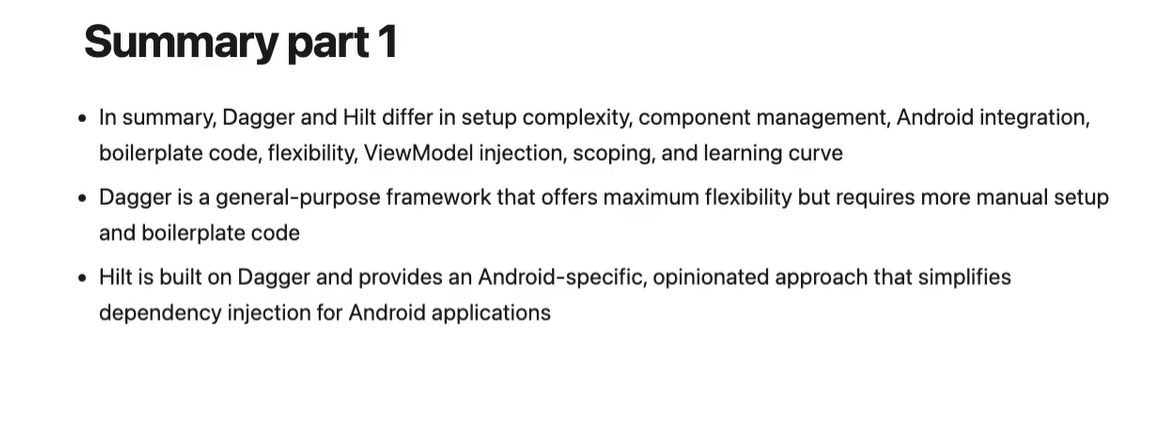 Summary part 1
• In summary, Dagger and Hilt differ in setup complexity, component management, Android integration,
boilerplate code, flexibility, ViewModel injection, scoping, and learning curve
• Dagger is a general-purpose framework that offers maximum flexibility but requires more manual setup
and boilerplate code
• Hilt is built on Dagger and provides an Android-specific, opinionated approach that simplifies
dependency injection for Android applications